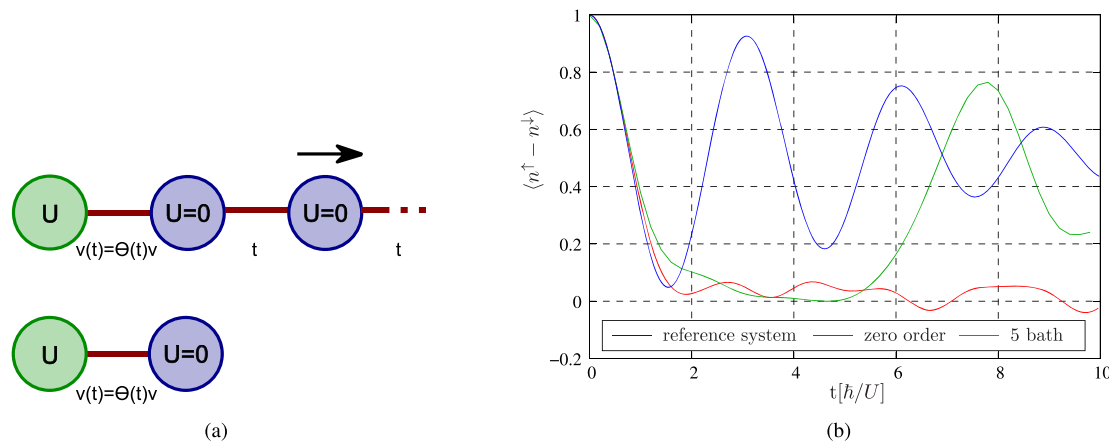 U
U=0
U=0
v(t)=Θ(t)v
t
t
U
U=0
v(t)=Θ(t)v
(a)
1
0.8
0.6
0.4
0.2
0
−0.2
⟨n↑ − n↓⟩
reference system
zero order
5 bath
0
2
4
6
8
10
t[ħ/U]
(b)